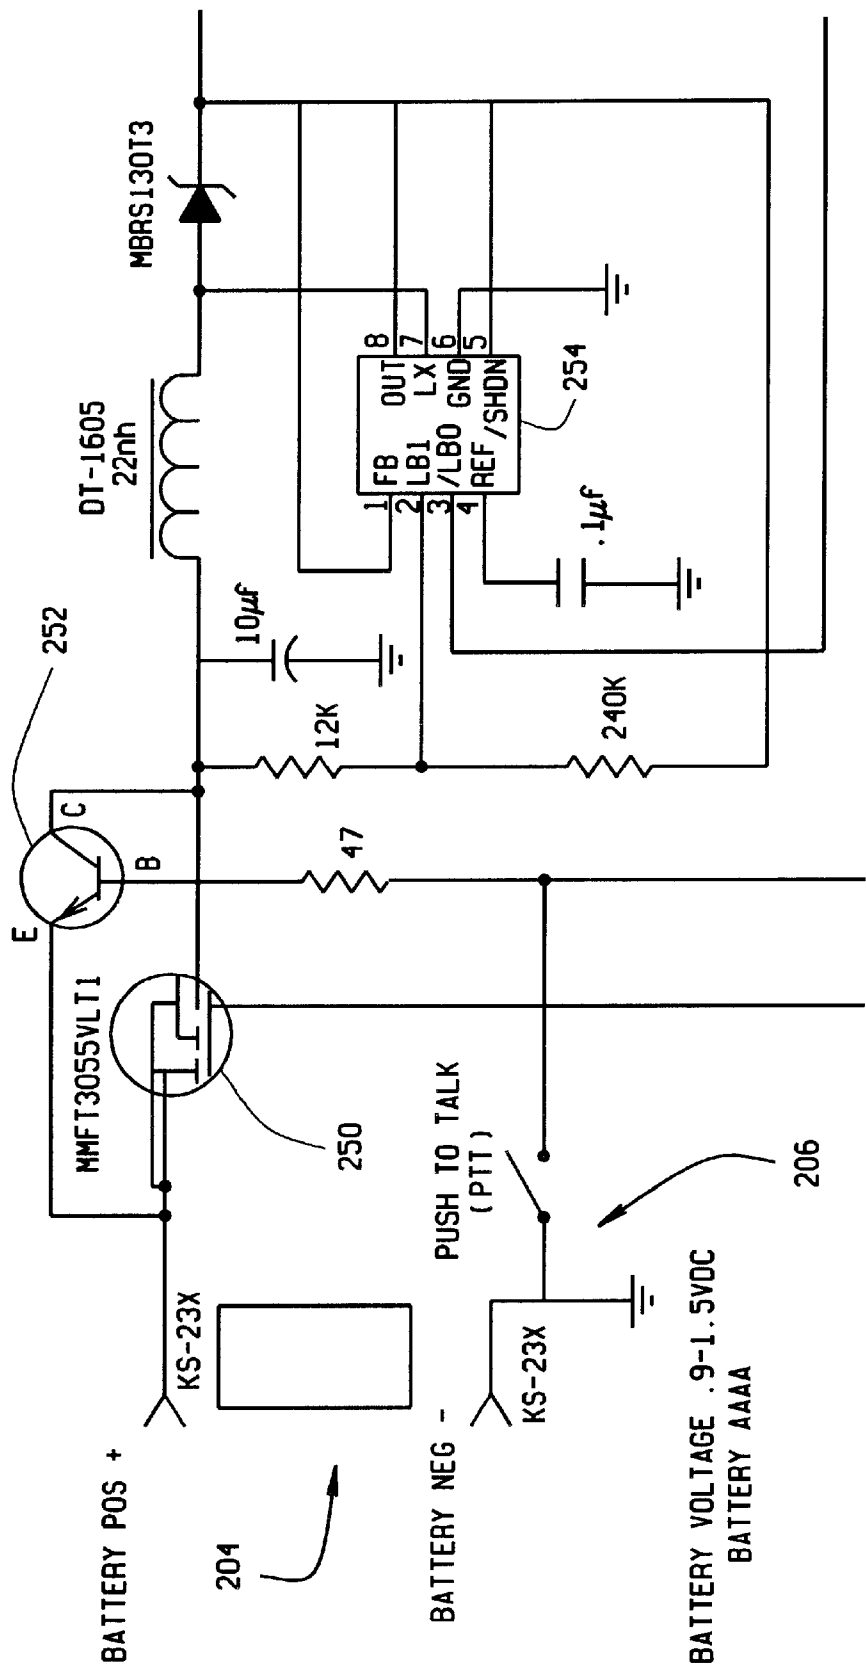 BATTERY POS +
KS-23X
204
BATTERY NEG -
KS-23X
BATTERY VOLTAGE .9-1.5VDC
BATTERY AAAA
206
PUSH TO TALK
(PTT)
MMFT3055VLT1
250
E
B
C
252
47
12K
240K
10µf
DT-1605
22nh
MBRS130T3
1 FB
2 LB1
3 /LBO
4 REF
OUT 8
LX 7
GND 6
/SHDN 5
.1µf
254